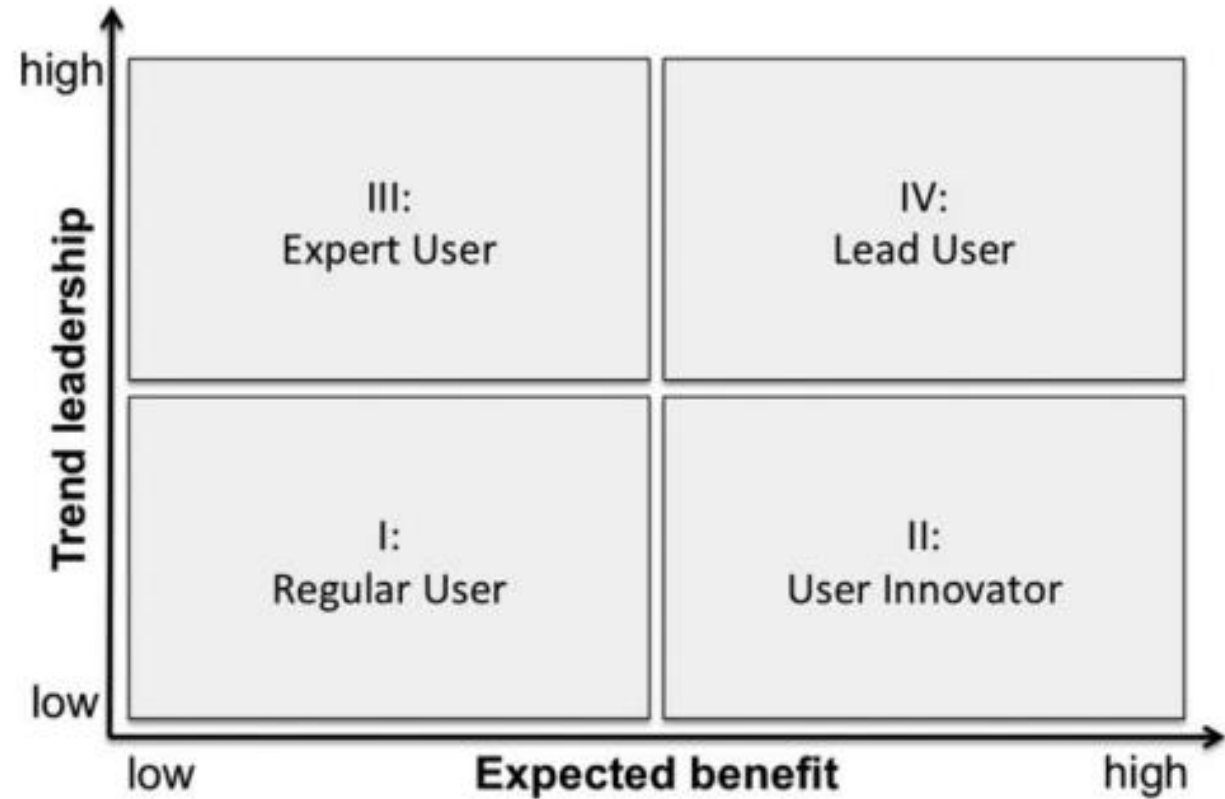 high
III:
Expert User
IV:
Lead User
Trend leadership
I:
Regular User
II:
User Innovator
low
low
Expected benefit
high